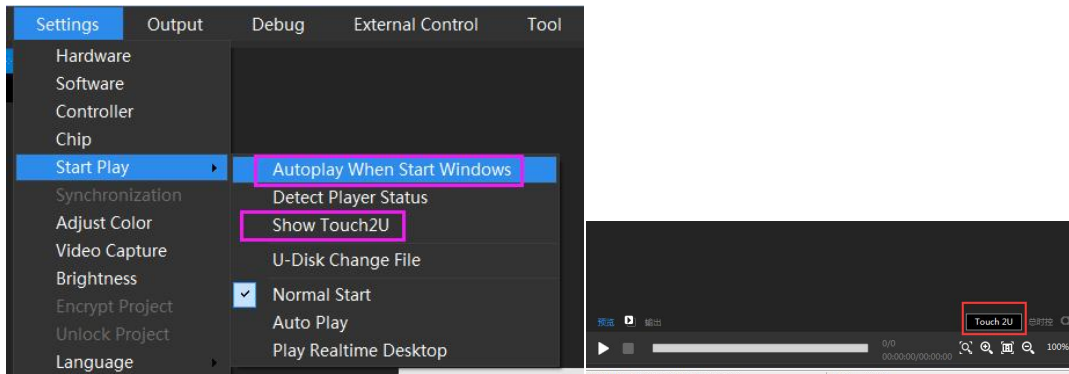 Settings Output Debug External Control Tool
Hardware
Software
Controller
Chip
Start Play
Synchronization
Adjust Color
Video Capture
Brightness
Encrypt Project
Unlock Project
Language
Autoplay When Start Windows
Detect Player Status
Show Touch2U
U-Disk Change File
Normal Start
Auto Play
Play Realtime Desktop
预览 输出 Touch 2U 总时控
0/0
00:00:00/00:00:00
100%